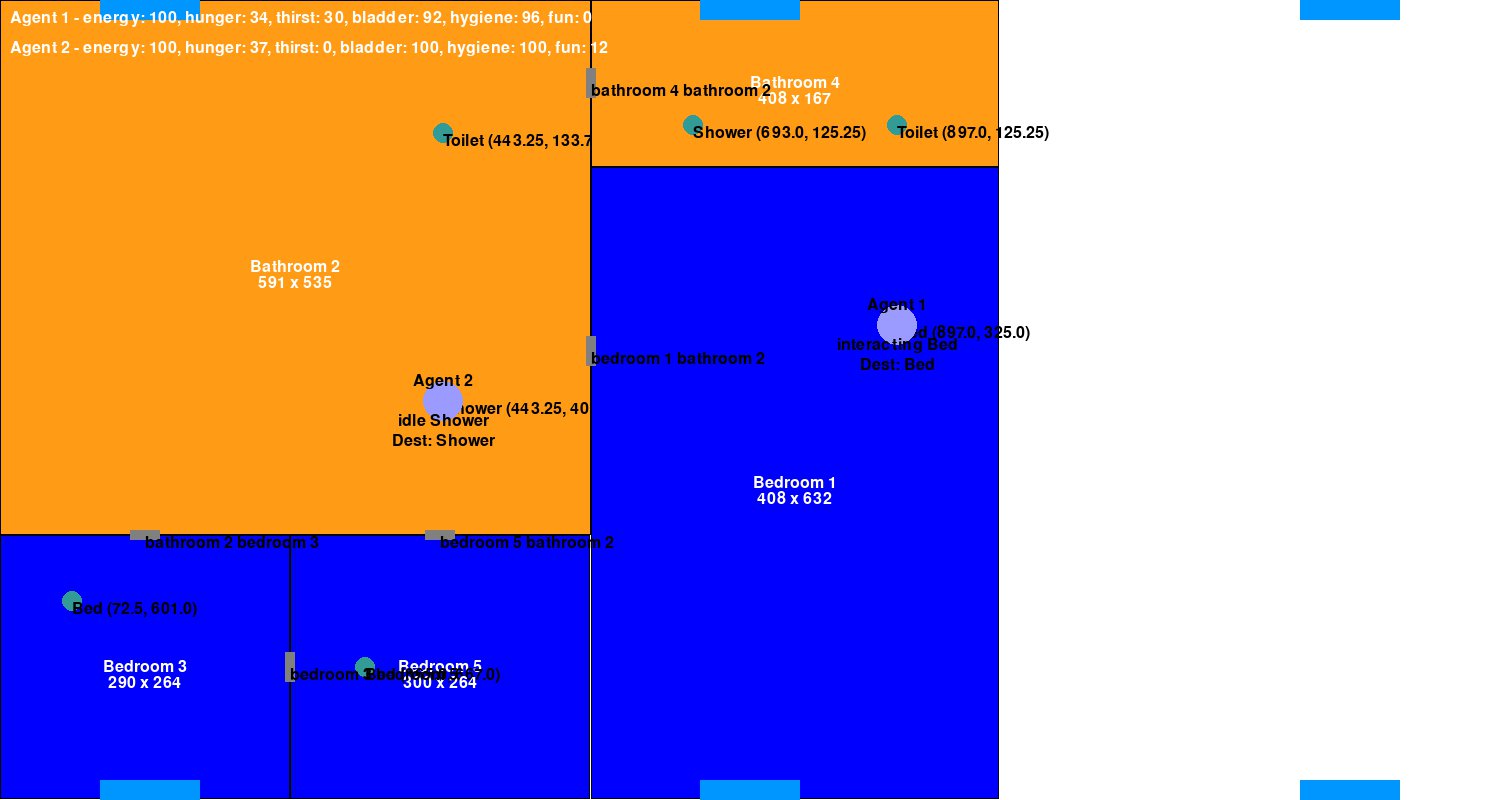 Agent 1 - energy: 100, hunger: 34, thirst: 30, bladder: 92, hygiene: 96, fun: 0
Agent 2 - energy: 100, hunger: 37, thirst: 0, bladder: 100, hygiene: 100, fun: 12
Bathroom 4
408 x 167
bathroom 4 bathroom 2
Shower (693.0, 125.25)
Toilet (897.0, 125.25)
Toilet (443.25, 133.7
Bathroom 2
591 x 535
Agent 1
(897.0, 325.0)
interacting Bed
Dest: Bed
bedroom 1 bathroom 2
Agent 2
(443.25, 40
idle Shower
Dest: Shower
Bedroom 1
408 x 632
bathroom 2 bedroom 3
bedroom 5 bathroom 2
Bed (72.5, 601.0)
Bedroom 3
290 x 264
Bedroom 5
300 x 264